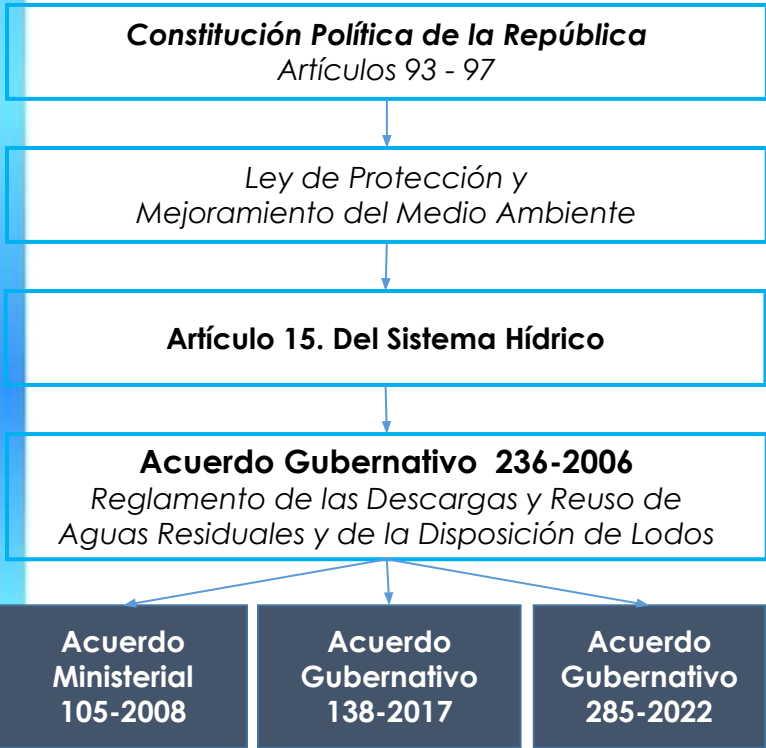 Constitución Política de la República
Artículos 93 - 97
Ley de Protección y
Mejoramiento del Medio Ambiente
Artículo 15. Del Sistema Hídrico
Acuerdo Gubernativo 236-2006
Reglamento de las Descargas y Reuso de
Aguas Residuales y de la Disposición de Lodos
Acuerdo
Ministerial
105-2008
Acuerdo
Gubernativo
138-2017
Acuerdo
Gubernativo
285-2022